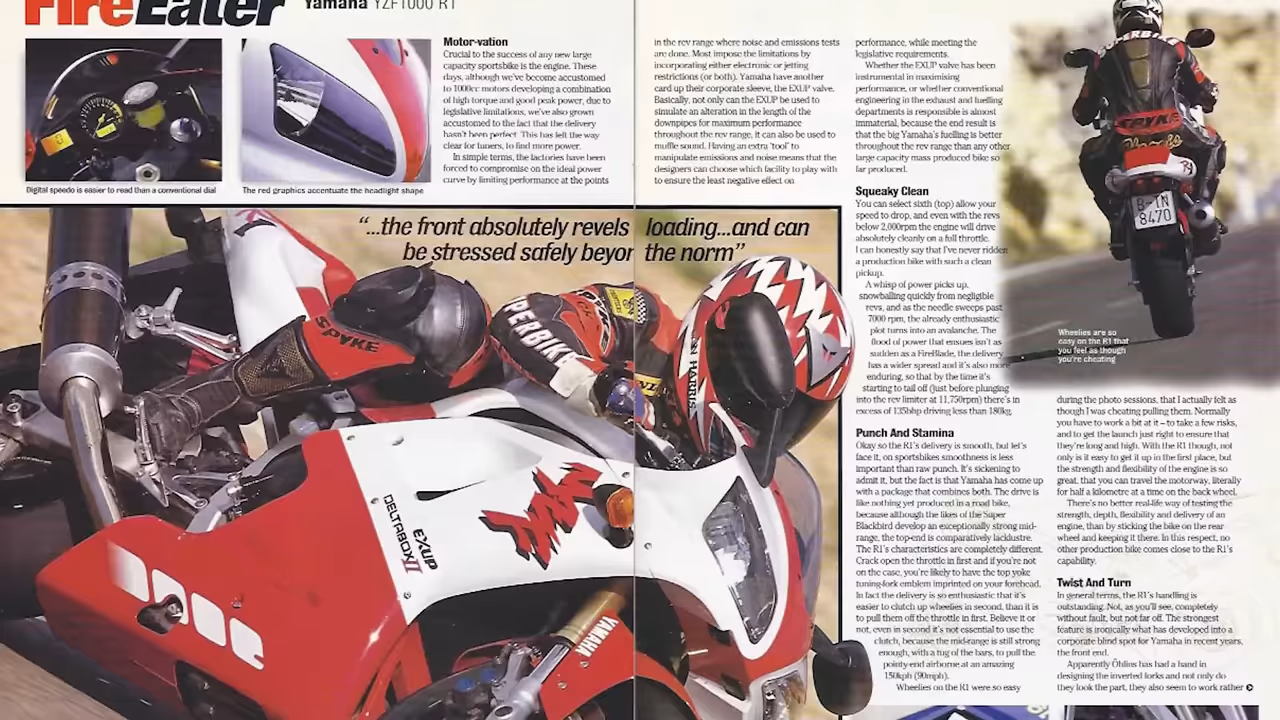 FireEater
Yamaha YZF1000 R1
Digital speedo is easier to read than a conventional dial
The red graphics accentuate the headlight shape
Motor-vation
Crucial to the success of any new large
capacity sportsbike is the engine. These
days, although we've become accustomed
to 1000cc motors developing a combination
of high torque and good peak power, due to
legislative limitations, we've also grown
accustomed to the fact that the delivery
hasn't been perfect. This has left the way
clear for tuners, to find more power.
In simple terms, the factories have been
forced to compromise on the ideal power
curve by limiting performance at the points
in the rev range where noise and emissions tests
are done. Most impose the limitations by
incorporating either electronic or jetting
restrictions (or both). Yamaha have another
card up their corporate sleeve, the EXUP valve.
Basically, not only can the EXUP be used to
simulate an alteration in the length of the
downpipes for maximum performance
throughout the rev range, it can also be used to
muffle sound. Having an extra 'tool' to
manipulate emissions and noise means that the
designers can choose which facility to play with
to ensure the least negative effect on
performance, while meeting the
legislative requirements.
Whether the EXUP valve has been
instrumental in maximising
performance, or whether conventional
engineering in the exhaust and fuelling
departments is responsible is almost
immaterial, because the end result is
that the big Yamaha's fuelling is better
throughout the rev range than any other
large capacity mass produced bike so
far produced.
Squeaky Clean
You can select sixth (top) allow your
speed to drop, and even with the revs
below 2,000rpm the engine will drive
absolutely cleanly on a full throttle.
I can honestly say that I've never ridden
a production bike with such a clean
pickup.
A whisp of power picks up,
snowballing quickly from negligible
revs, and as the needle sweeps past
7000 rpm, the already enthusiastic
plot turns into an avalanche. The
flood of power that ensues isn't as
sudden as a FireBlade, the delivery
has a wider spread and it's also more
enduring, so that by the time it's
starting to tail off (just before plunging
into the rev limiter at 11,750rpm) there's in
excess of 135bhp driving less than 180kg.
Punch And Stamina
Okay so the R1's delivery is smooth, but let's
face it, on sportsbikes smoothness is less
important than raw punch. It's sickening to
admit it, but the fact is that Yamaha has come up
with a package that combines both. The drive is
like nothing yet produced in a road bike,
because although the likes of the Super
Blackbird develop an exceptionally strong mid-
range, the top-end is comparatively lacklustre.
The R1's characteristics are completely different.
Crack open the throttle in first and if you're not
on the case, you're likely to have the top yoke
tuning-fork emblem imprinted on your forehead.
In fact the delivery is so enthusiastic that it's
easier to clutch up wheelies in second, than it is
to pull them off the throttle in first. Believe it or
not, even in second it's not essential to use the
clutch, because the mid-range is still strong
enough, with a tug of the bars, to pull the
pointy end airborne at an amazing
150kph (90mph).
Wheelies on the R1 were so easy
during the photo sessions, that I actually felt as
though I was cheating pulling them. Normally
you have to work a bit at it – to take a few risks,
and to get the launch just right to ensure that
they're long and high. With the R1 though, not
only is it easy to get it up in the first place, but
the strength and flexibility of the engine is so
great, that you can travel the motorway, literally
for half a kilometre at a time on the back wheel.
There's no better real-life way of testing the
strength, depth, flexibility and delivery of an
engine, than by sticking the bike on the rear
wheel and keeping it there. In this respect, no
other production bike comes close to the R1's
capability.
Twist And Turn
In general terms, the R1's handling is
outstanding. Not, as you'll see, completely
without fault, but not far off. The strongest
feature is ironically what has developed into a
corporate blind spot for Yamaha in recent years,
the front end.
Apparently Öhlins has had a hand in
designing the inverted forks and not only do
they look the part, they also seem to work rather
"...the front absolutely revels loading...and can
be stressed safely beyon the norm"
Wheelies are so
easy on the R1 that
you feel as though
you're cheating
B-TN
8470
SPYKE
SPYKE
HARRIS
DELTABOX II
EXUP
YAMAHA